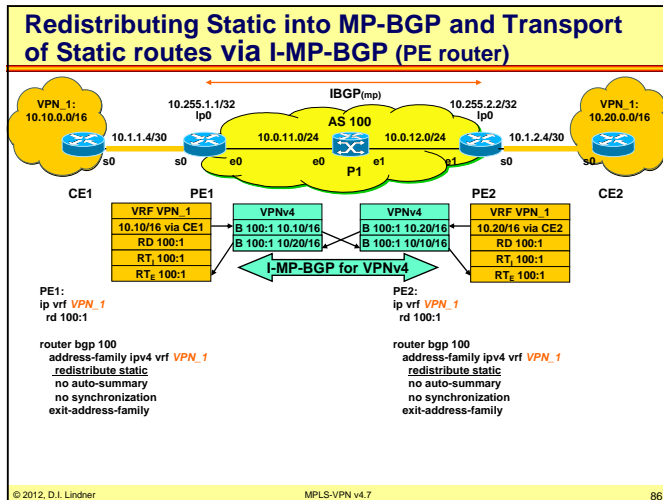 Redistributing Static into MP-BGP and Transport
of Static routes via I-MP-BGP (PE router)
IBGP(mp)
VPN_1:
10.10.0.0/16
10.255.1.1/32
lp0
AS 100
10.255.2.2/32
lp0
VPN_1:
10.20.0.0/16
10.1.1.4/30
10.0.11.0/24
10.0.12.0/24
10.1.2.4/30
s0
s0
e0
e0
e1
e1
s0
s0
P1
CE1
PE1
PE2
CE2
VRF VPN_1
10.10/16 via CE1
RD 100:1
RTI 100:1
RTE 100:1
VPNv4
B 100:1 10.10/16
B 100:1 10/20/16
VPNv4
B 100:1 10.20/16
B 100:1 10/10/16
VRF VPN_1
10.20/16 via CE2
RD 100:1
RTI 100:1
RTE 100:1
I-MP-BGP for VPNv4
PE1:
ip vrf VPN_1
rd 100:1
router bgp 100
address-family ipv4 vrf VPN_1
redistribute static
no auto-summary
no synchronization
exit-address-family
PE2:
ip vrf VPN_1
rd 100:1
router bgp 100
address-family ipv4 vrf VPN_1
redistribute static
no auto-summary
no synchronization
exit-address-family
© 2012, D.I. Lindner
MPLS-VPN v4.7
86